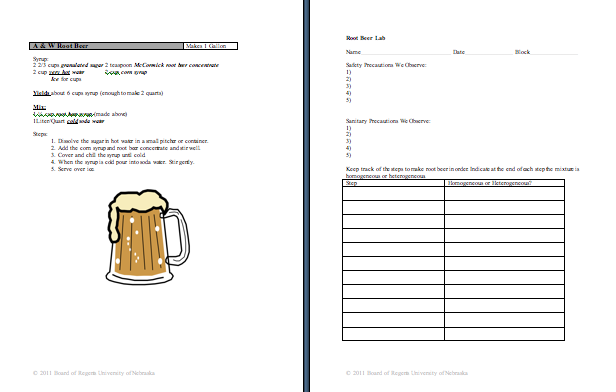 A & W Root Beer Makes 1 Gallon
Syrup:
2 2/3 cups granulated sugar 2 teaspoon McCormick root beer concentrate
2 cup very hot water 2 cup corn syrup
Ice for cups
Yields about 6 cups syrup (enough to make 2 quarts)
Mix:
cup root beer syrup (made above)
1Liter/Quart cold soda water
Steps:
1. Dissolve the sugar in hot water in a small pitcher or container.
2. Add the corn syrup and root beer concentrate and stir well.
3. Cover and chill the syrup until cold.
4. When the syrup is cold pour into soda water. Stir gently.
5. Serve over ice
© 2011 Board of Regents University of Nebraska
Root Beer Lab
Name Date Block
Safety Precautions We Observe:
1)
2)
3)
4)
5)
Sanitary Precautions We Observe:
1)
2)
3)
4)
5)
Keep track of the steps to make root beer in order. Indicate at the end of each step the mixture is
homogeneous or heterogeneous
Step Homogeneous or Heterogeneous?
© 2011 Board of Regents University of Nebraska